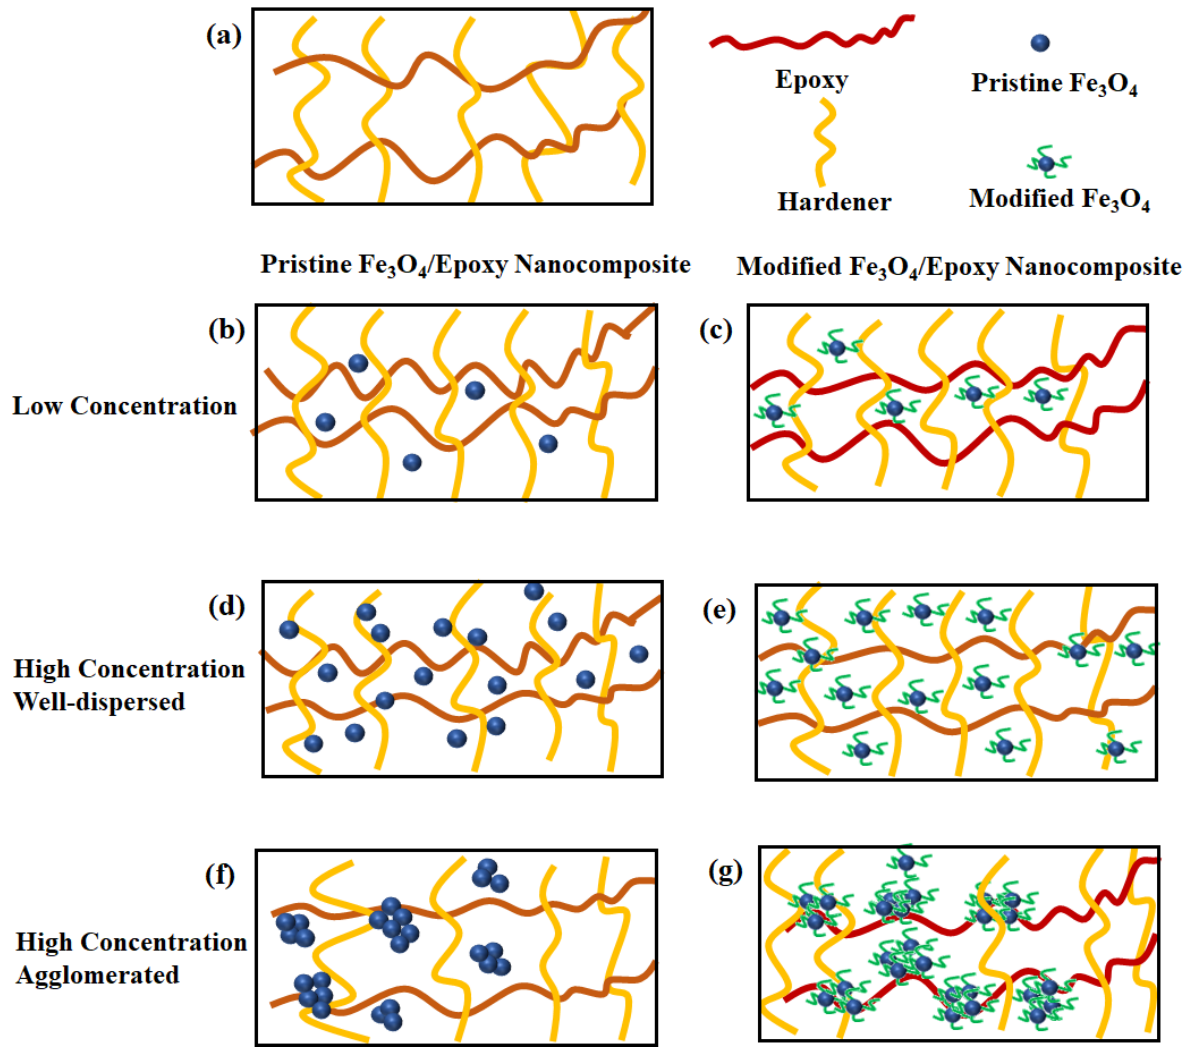 (a)
Epoxy
Pristine Fe₃O₄
Hardener
Modified Fe₃O₄
Pristine Fe₃O₄/Epoxy Nanocomposite
Modified Fe₃O₄/Epoxy Nanocomposite
(b)
(c)
Low Concentration
(d)
(e)
High Concentration
Well-dispersed
(f)
(g)
High Concentration
Agglomerated